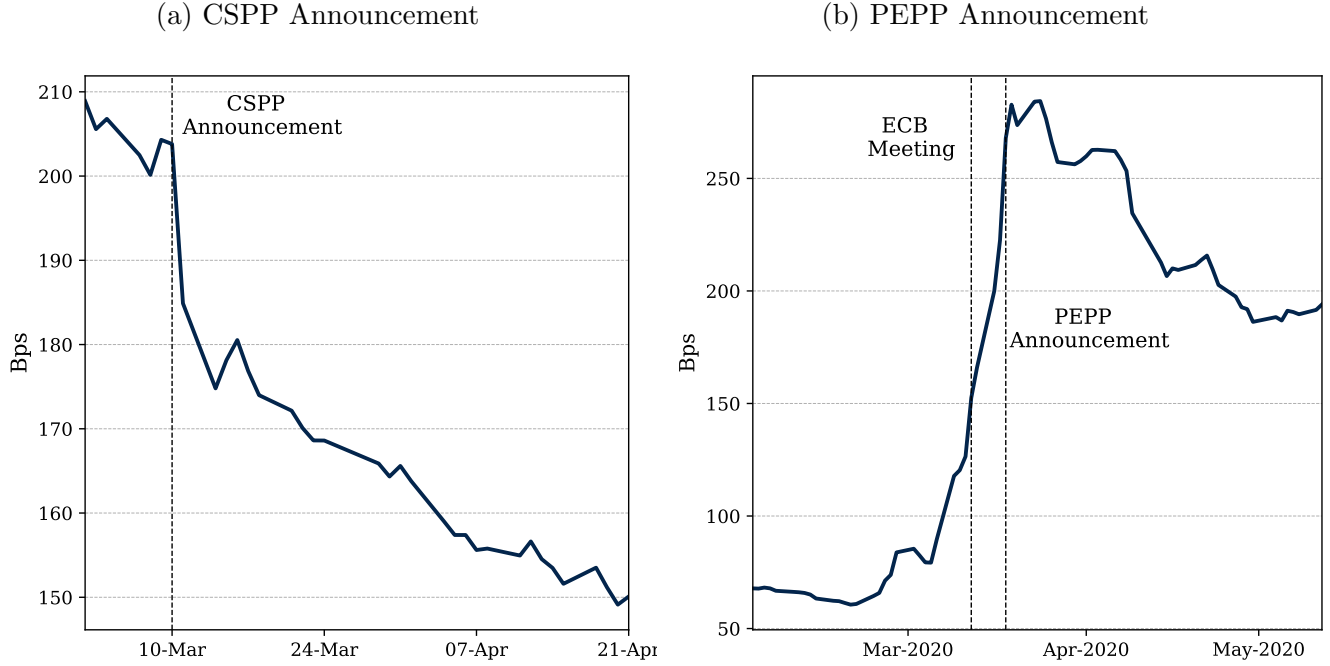 (a) CSPP Announcement
210
200
190
180
170
160
150
Bps
CSPP
Announcement
10-Mar
24-Mar
07-Apr
21-Apr
(b) PEPP Announcement
250
200
150
100
50
Bps
ECB
Meeting
PEPP
Announcement
Mar-2020
Apr-2020
May-2020